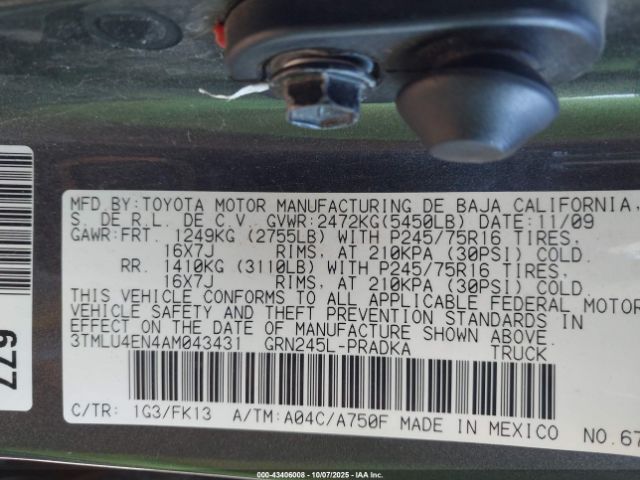 MFD.BY:TOYOTA MOTOR MANUFACTURING DE BAJA CALIFORNIA,
S. DE R.L. DE C.V. GVWR:2472KG(5450LB) DATE:11/09
GAWR:FRT. 1249KG (2755LB) WITH P245/75R16 TIRES,
16X7J RIMS, AT 210KPA (30PSI) COLD.
RR. 1410KG (3110LB) WITH P245/75R16 TIRES,
16X7J RIMS, AT 210KPA (30PSI) COLD.
THIS VEHICLE CONFORMS TO ALL APPLICABLE FEDERAL MOTOR
VEHICLE SAFETY AND THEFT PREVENTION STANDARDS IN
EFFECT ON THE DATE OF MANUFACTURE SHOWN ABOVE.
3TMLU4EN4AM043431 GRN245L-PRADKA TRUCK
C/TR: 1G3/FK13 A/TM:A04C/A750F MADE IN MEXICO NO.67
677
000-43406008 - 10/07/2025 - IAAI BRANDED